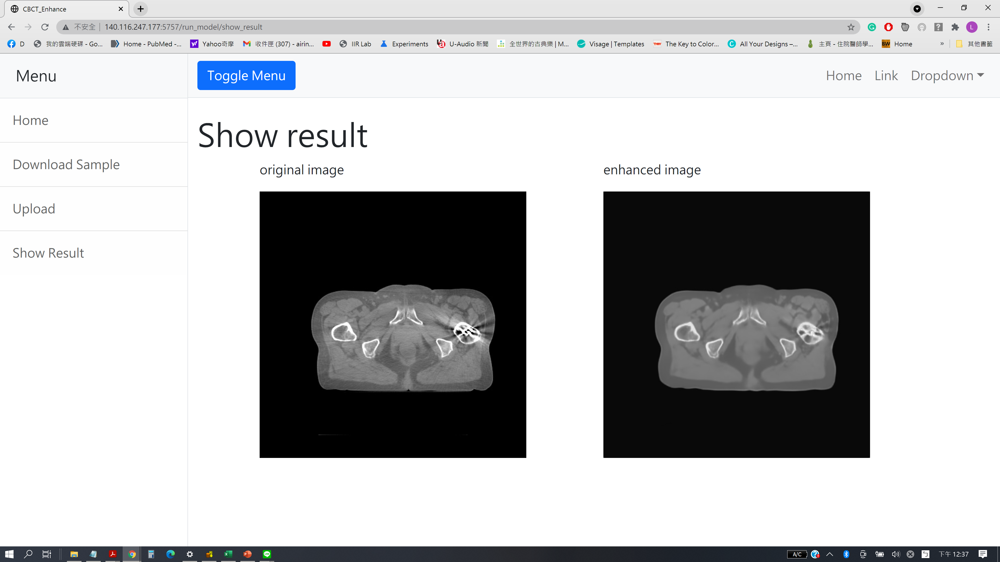 CBCT_Enhance
不安全 | 140.116.247.177:5757/run_model/show_result
D 我的雲端硬碟 - Go... Home - PubMed -... Yahoo奇摩 收件匣 (307) - airin... IIR Lab Experiments U-Audio 新聞 全世界的古典樂 | M... Visage | Templates The Key to Color... All Your Designs –... 主頁 - 住院醫師學... BW Home » 其他書籤
Menu
Toggle Menu
Home Link Dropdown
Home
Download Sample
Upload
Show Result
Show result
original image
enhanced image
A/C
下午 12:37